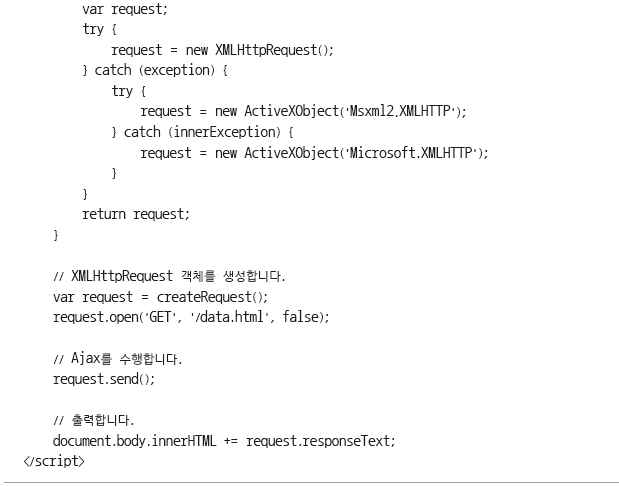 var request;
try {
request = new XMLHttpRequest();
} catch (exception) {
try {
request = new ActiveXObject('Msxml2.XMLHTTP');
} catch (innerException) {
request = new ActiveXObject('Microsoft.XMLHTTP');
}
}
return request;
}
// XMLHttpRequest 객체를 생성합니다.
var request = createRequest();
request.open('GET', '/data.html', false);
// Ajax를 수행합니다.
request.send();
// 출력합니다.
document.body.innerHTML += request.responseText;
</script>